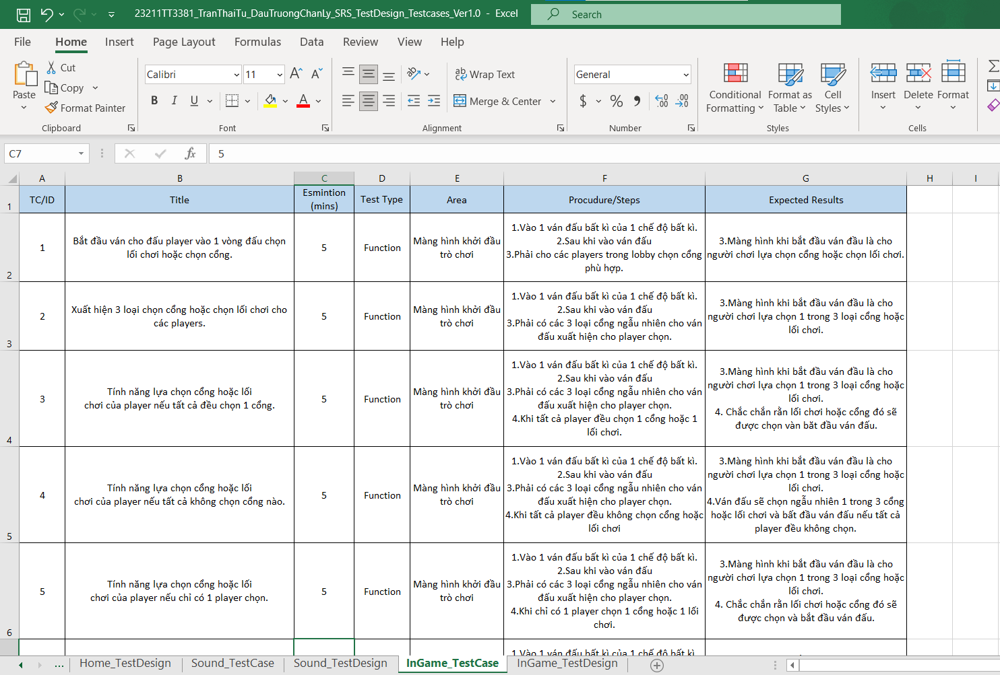 23211TT3381_TranThaiTu_DauTruongChanLy_SRS_TestDesign_Testcases_Ver1.0 - Excel
Search
File Home Insert Page Layout Formulas Data Review View Help
Paste
Cut
Copy
Format Painter
Clipboard
Calibri 11
B I U
Font
Wrap Text
Merge & Center
Alignment
General
$ % ,
Number
Conditional Formatting
Format as Table
Cell Styles
Styles
Insert Delete Format
Cells
C7 fx 5
A B C D E F G H I
1
TC/ID
Title
Esmintion
(mins)
Test Type
Area
Procudure/Steps
Expected Results
2
1
Bắt đầu ván cho đấu player vào 1 vòng đấu chọn
lối chơi hoặc chọn cổng.
5
Function
Màng hình khởi đầu
trò chơi
1.Vào 1 ván đấu bất kì của 1 chế độ bất kì.
2.Sau khi vào ván đấu
3.Phải cho các players trong lobby chọn cổng
phù hợp.
3.Màng hình khi bắt đầu ván đầu là cho
người chơi lựa chọn cổng hoặc chọn lối chơi.
3
2
Xuất hiện 3 loại chọn cổng hoặc chọn lối chơi cho
các players.
5
Function
Màng hình khởi đầu
trò chơi
1.Vào 1 ván đấu bất kì của 1 chế độ bất kì.
2.Sau khi vào ván đấu
3.Phải có các 3 loại cổng ngẫu nhiên cho ván
đấu xuất hiện cho player chọn.
3.Màng hình khi bắt đầu ván đầu là cho
người chơi lựa chọn 1 trong 3 loại cổng hoặc
lối chơi.
4
3
Tính năng lựa chọn cổng hoặc lối
chơi của player nếu tất cả đều chọn 1 cổng.
5
Function
Màng hình khởi đầu
trò chơi
1.Vào 1 ván đấu bất kì của 1 chế độ bất kì.
2.Sau khi vào ván đấu
3.Phải có các 3 loại cổng ngẫu nhiên cho ván
đấu xuất hiện cho player chọn.
4.Khi tất cả player đều chọn 1 cổng hoặc 1
lối chơi.
3.Màng hình khi bắt đầu ván đầu là cho
người chơi lựa chọn 1 trong 3 loại cổng hoặc
lối chơi.
4. Chắc chắn rằn lối chơi hoặc cổng đó sẽ
được chọn vàn băt đầu ván đấu.
5
4
Tính năng lựa chọn cổng hoặc lối
chơi của player nếu tất cả không chọn cổng nào.
5
Function
Màng hình khởi đầu
trò chơi
1.Vào 1 ván đấu bất kì của 1 chế độ bất kì.
2.Sau khi vào ván đấu
3.Phải có các 3 loại cổng ngẫu nhiên cho ván
đấu xuất hiện cho player chọn.
4.Khi tất cả player đều không chọn cổng hoặc
lối chơi
3.Màng hình khi bắt đầu ván đầu là cho
người chơi lựa chọn 1 trong 3 loại cổng hoặc
lối chơi.
4.Ván đấu sẽ chọn ngẫu nhiên 1 trong 3 cổng
hoặc lối chơi và bất đầu ván đấu nếu tất cả
player đều không chọn.
6
5
Tính năng lựa chọn cổng hoặc lối
chơi của player nếu chỉ có 1 player chọn.
5
Function
Màng hình khởi đầu
trò chơi
1.Vào 1 ván đấu bất kì của 1 chế độ bất kì.
2.Sau khi vào ván đấu
3.Phải có các 3 loại cổng ngẫu nhiên cho ván
đấu xuất hiện cho player chọn.
4.Khi chỉ có 1 player chọn 1 cổng hoặc 1 lối
chơi.
3.Màng hình khi bắt đầu ván đầu là cho
người chơi lựa chọn 1 trong 3 loại cổng hoặc
lối chơi.
4. Chắc chắn rằn lối chơi hoặc cổng đó sẽ
được chọn và bắt đầu ván đấu.
1.Vào 1 ván đấu bất kì của 1 chế độ bất kì.
... Home_TestDesign Sound_TestCase Sound_TestDesign InGame_TestCase InGame_TestDesign